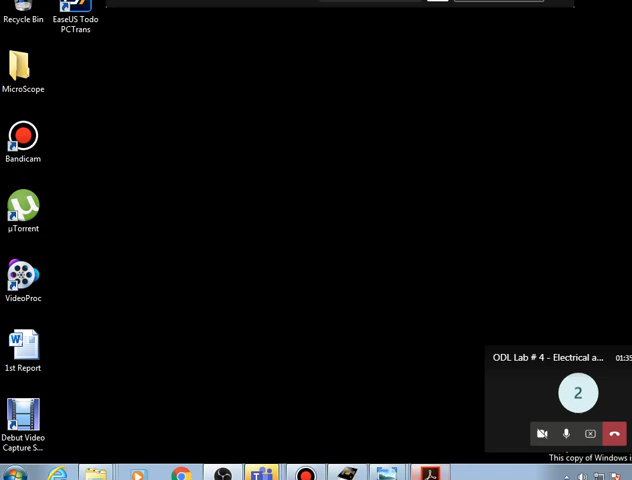 Recycle Bin
EaseUS Todo
PCTrans
MicroScope
Bandicam
µTorrent
VideoProc
1st Report
Debut Video
Capture S...
ODL Lab # 4 - Electrical a...
01:35
2
This copy of Windows i